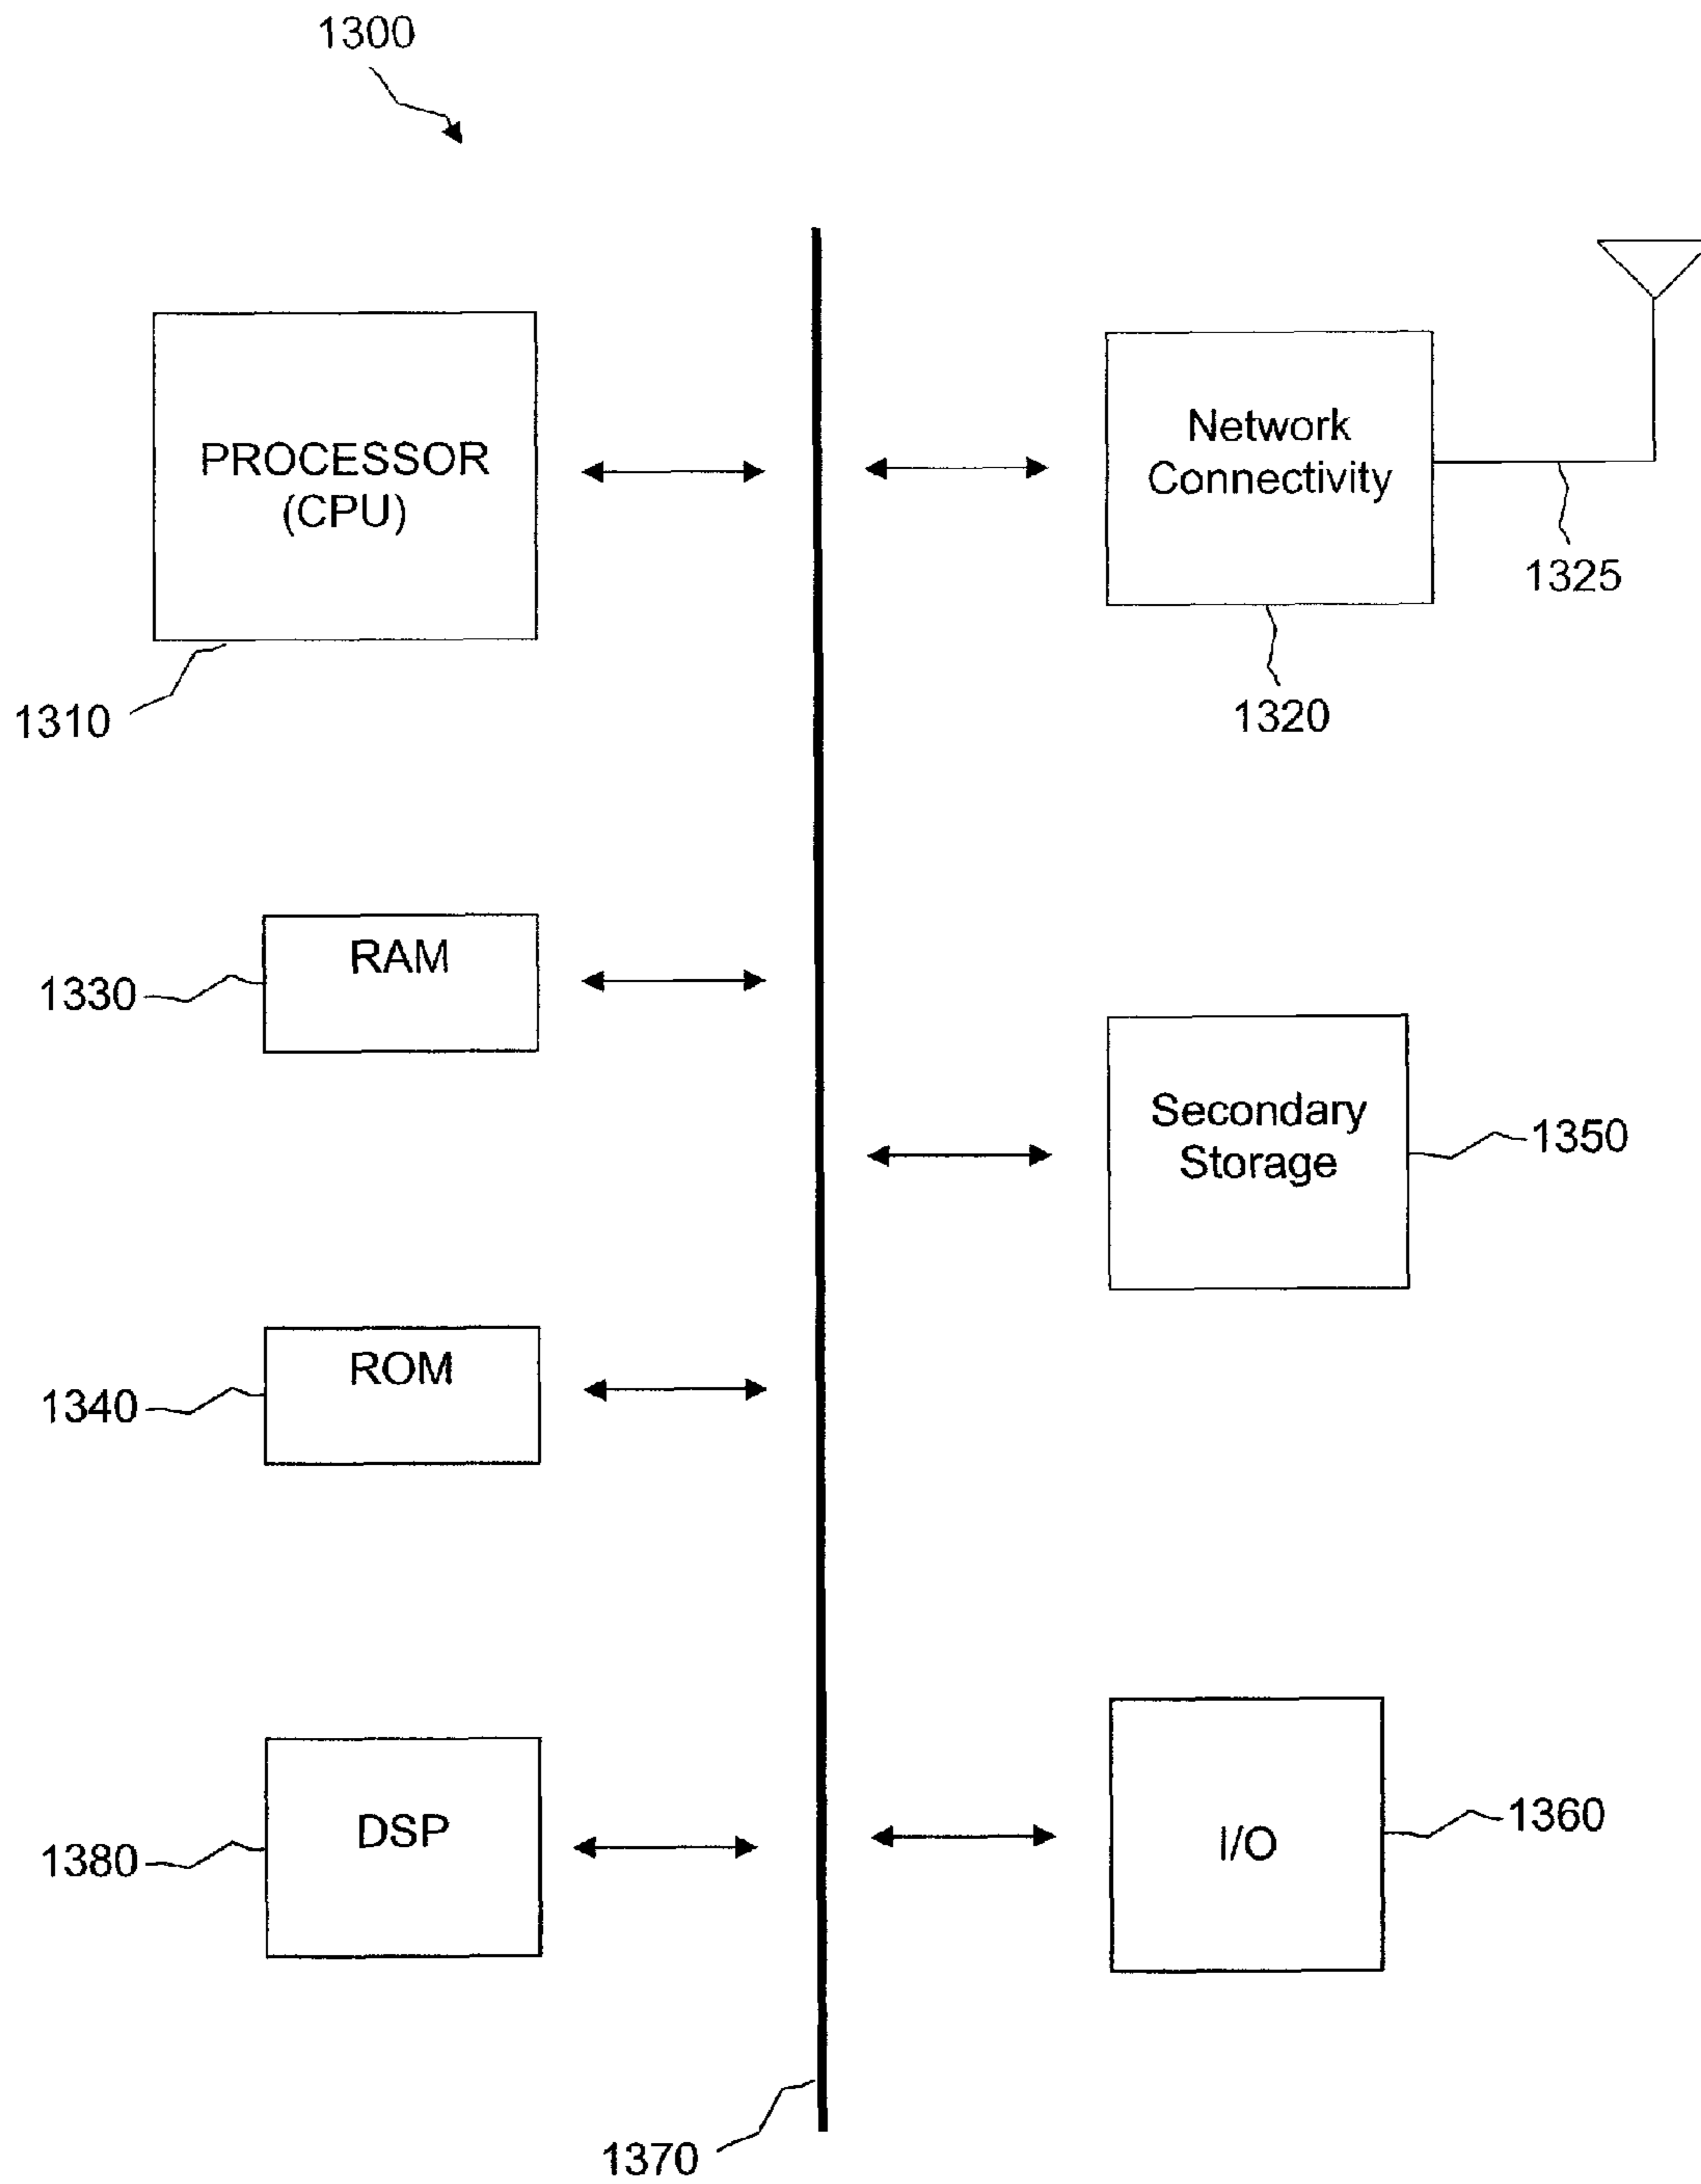 1300
PROCESSOR
(CPU)
1310
Network
Connectivity
1325
1320
RAM
1330
Secondary
Storage
1350
ROM
1340
DSP
1380
I/O
1360
1370